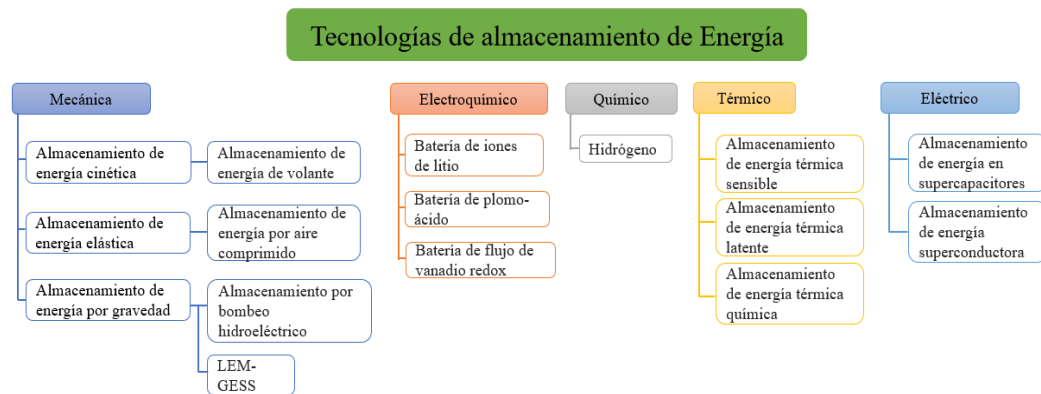 Tecnologías de almacenamiento de Energía
Mecánica
Almacenamiento de
energía cinética
Almacenamiento de
energía de volante
Almacenamiento de
energía elástica
Almacenamiento de
energía por aire
comprimido
Almacenamiento de
energía por gravedad
Almacenamiento por
bombeo
hidroeléctrico
LEM-
GESS
Electroquímico
Batería de iones
de litio
Batería de plomo-
ácido
Batería de flujo de
vanadio redox
Químico
Hidrógeno
Térmico
Almacenamiento
de energía térmica
sensible
Almacenamiento
de energía térmica
latente
Almacenamiento
de energía térmica
química
Eléctrico
Almacenamiento
de energía en
supercapacitores
Almacenamiento
de energía
superconductora